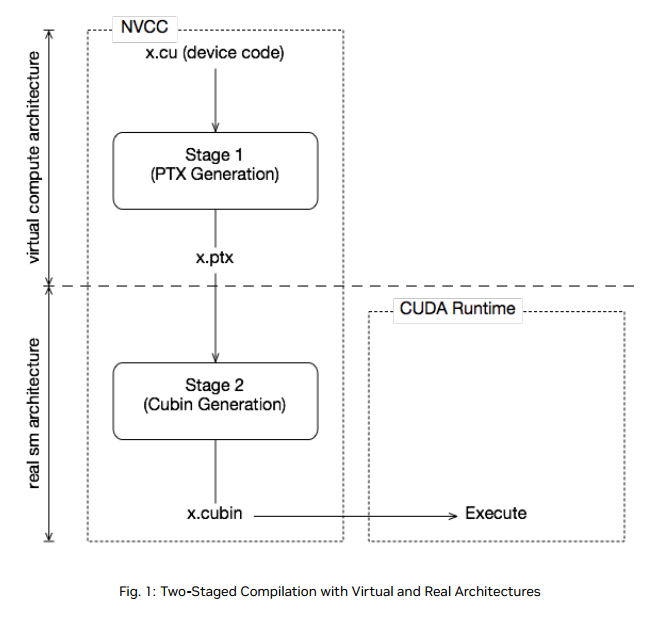 NVCC
x.cu (device code)
virtual compute architecture
Stage 1
(PTX Generation)
x.ptx
CUDA Runtime
real sm architecture
Stage 2
(Cubin Generation)
x.cubin
Execute
Fig. 1: Two-Staged Compilation with Virtual and Real Architectures